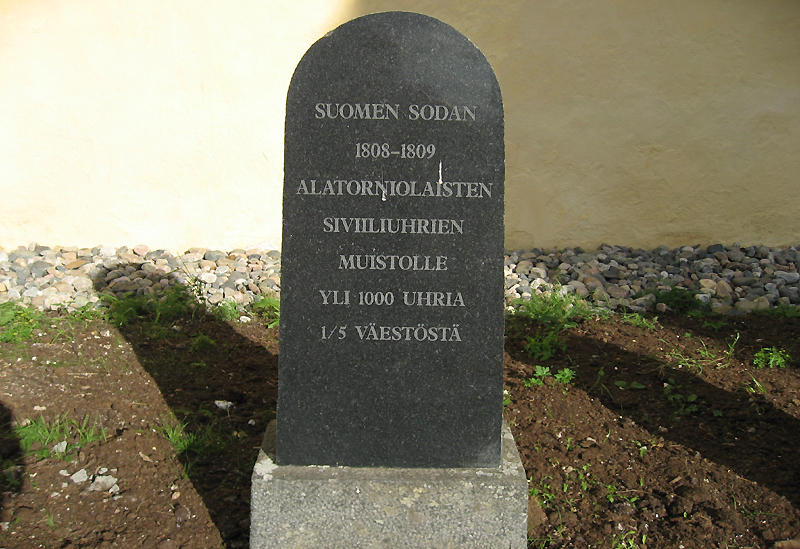 SUOMEN SODAN
1808-1809
ALATORNIOLAISTEN
SIVIILIUHRIEN
MUISTOLLE
YLI 1000 UHRIA
1/5 VÄESTÖSTÄ